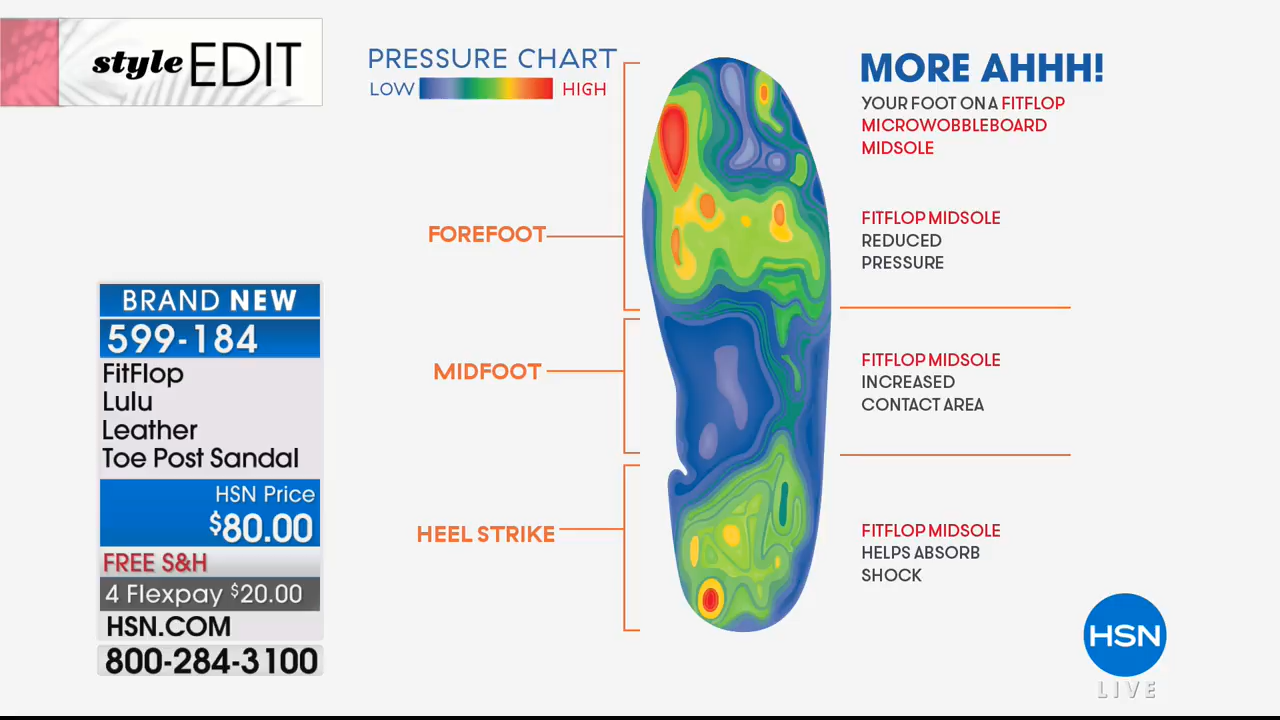 style EDIT
PRESSURE CHART
LOW HIGH
MORE AHHH!
YOUR FOOT ON A FITFLOP
MICROWOBBLEBOARD
MIDSOLE
FOREFOOT
FITFLOP MIDSOLE
REDUCED
PRESSURE
MIDFOOT
FITFLOP MIDSOLE
INCREASED
CONTACT AREA
HEEL STRIKE
FITFLOP MIDSOLE
HELPS ABSORB
SHOCK
BRAND NEW
599-184
FitFlop
Lulu
Leather
Toe Post Sandal
HSN Price
$80.00
FREE S&H
4 Flexpay $20.00
HSN.COM
800-284-3100
HSN
LIVE